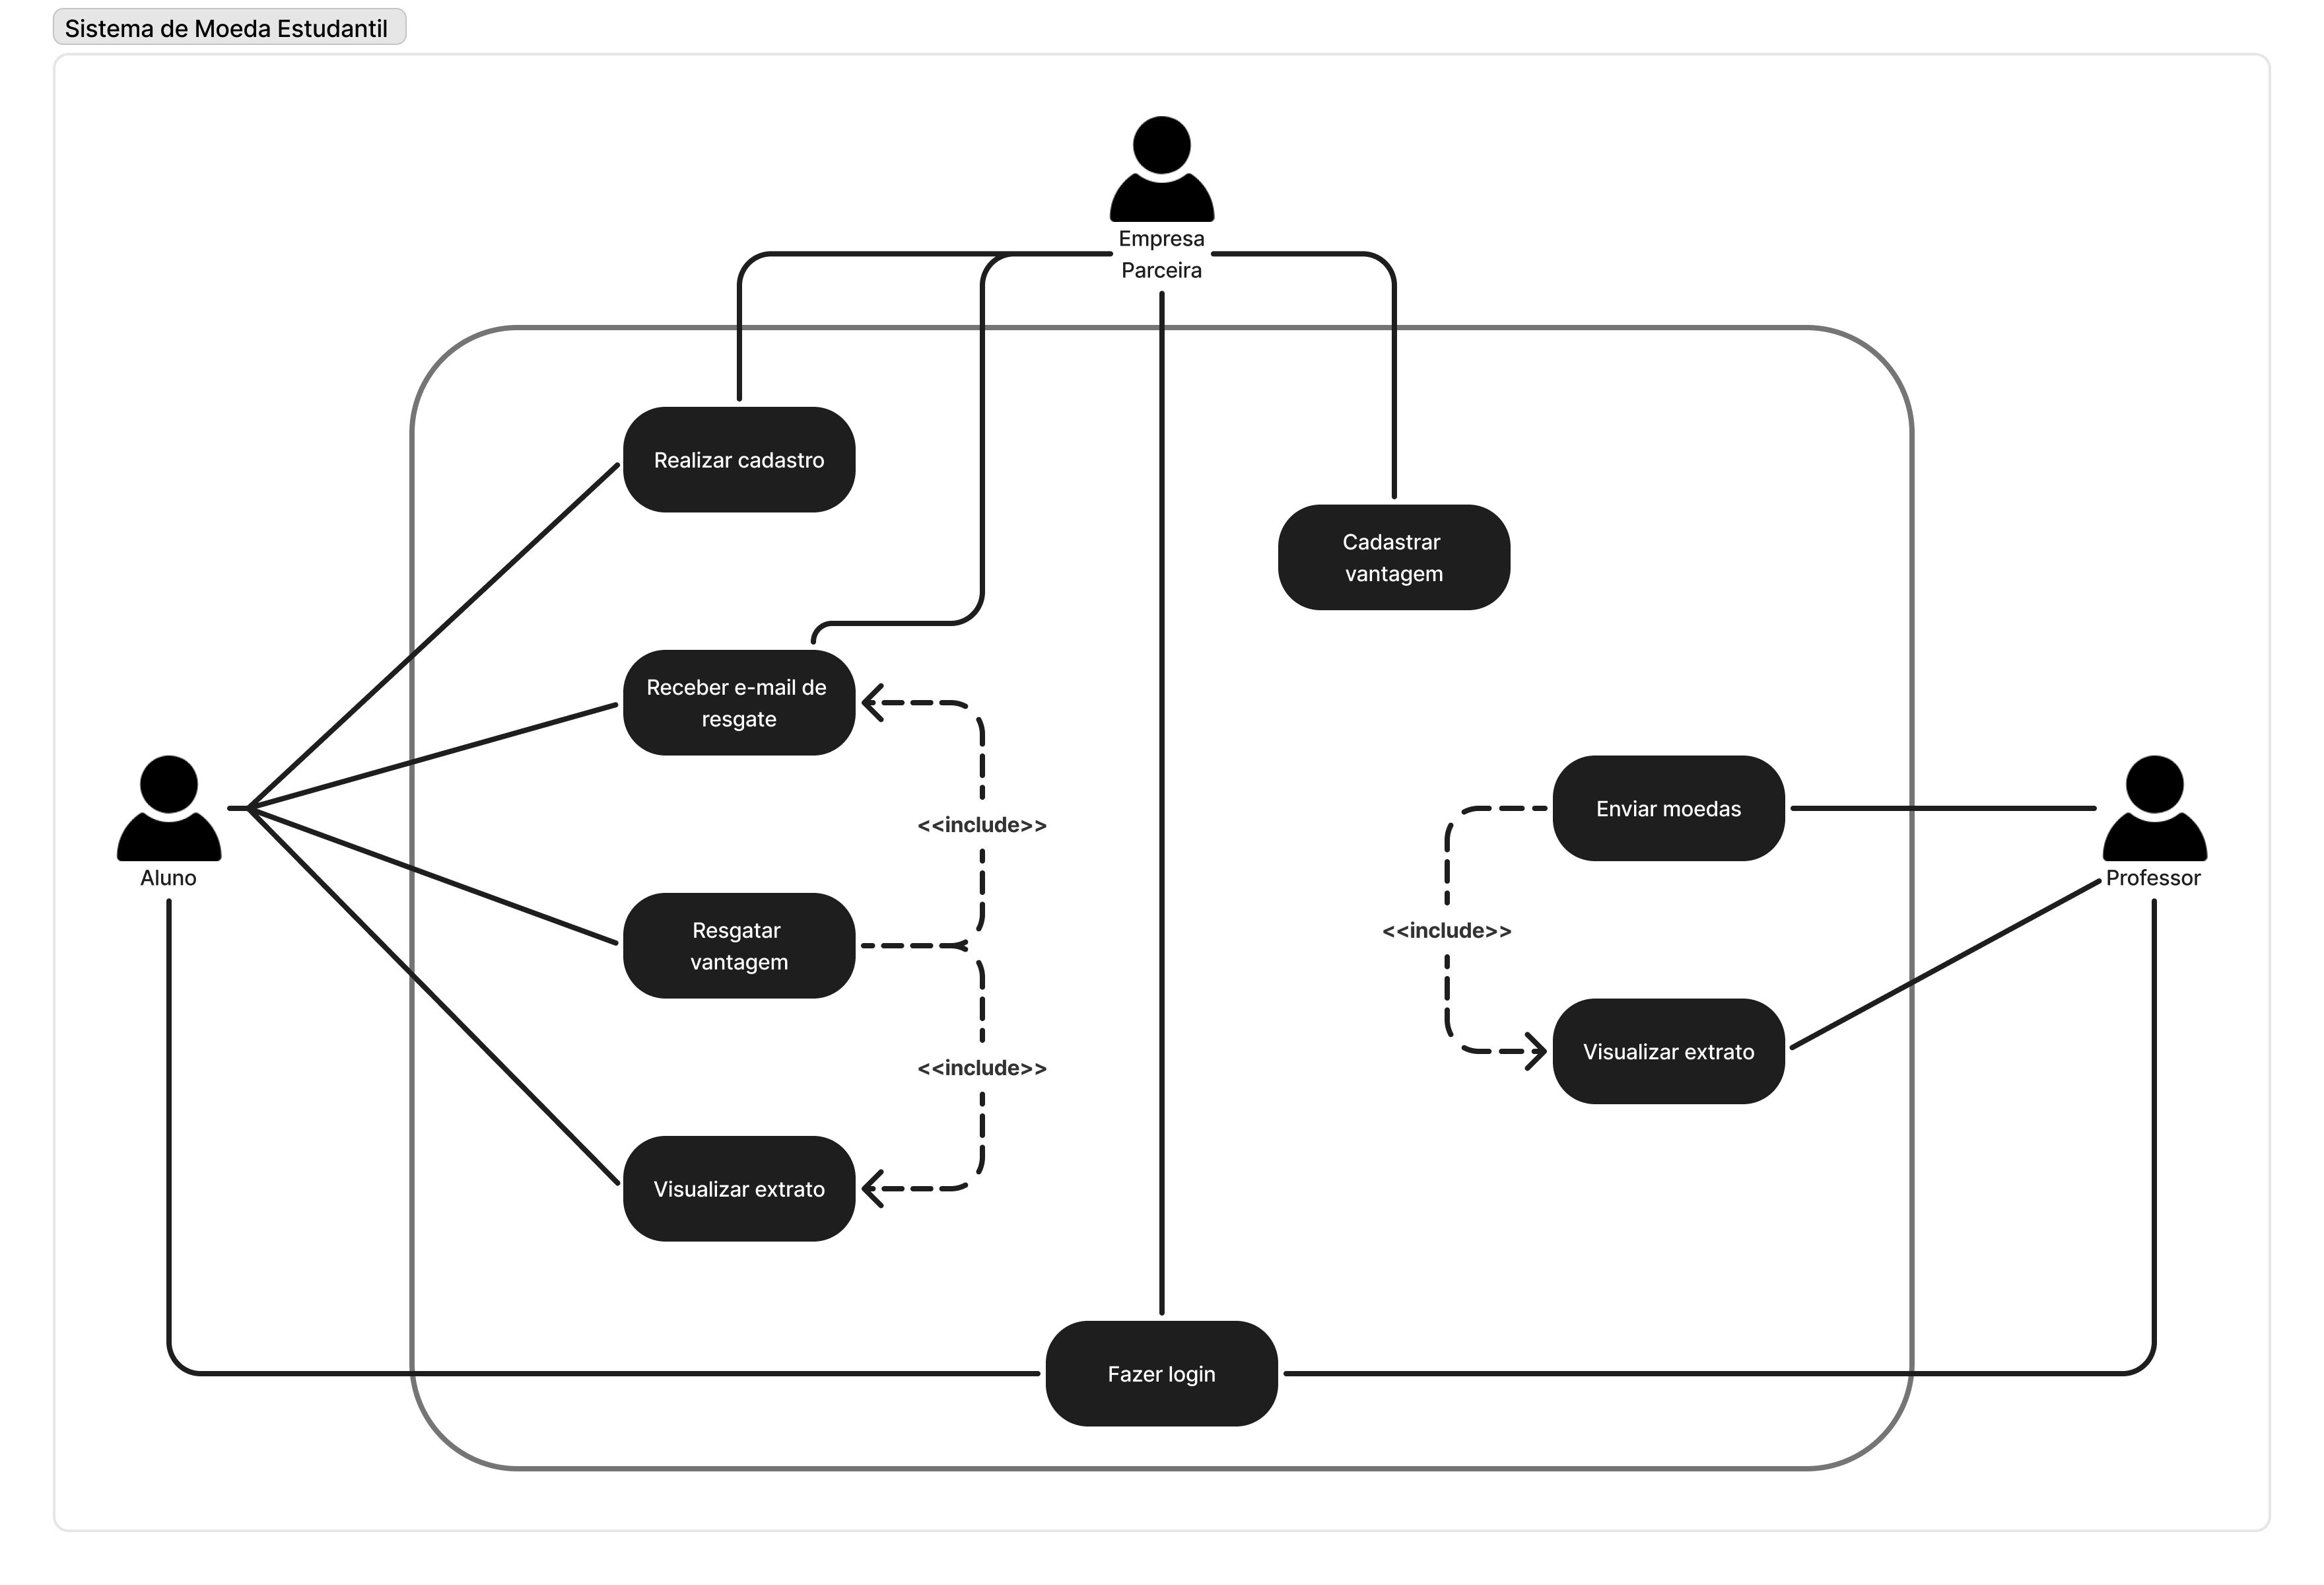 Sistema de Moeda Estudantil
Empresa
Parceira
Realizar cadastro
Cadastrar
vantagem
Receber e-mail de
resgate
Enviar moedas
<<include>>
Aluno
Professor
Resgatar
vantagem
<<include>>
Visualizar extrato
<<include>>
Visualizar extrato
Fazer login